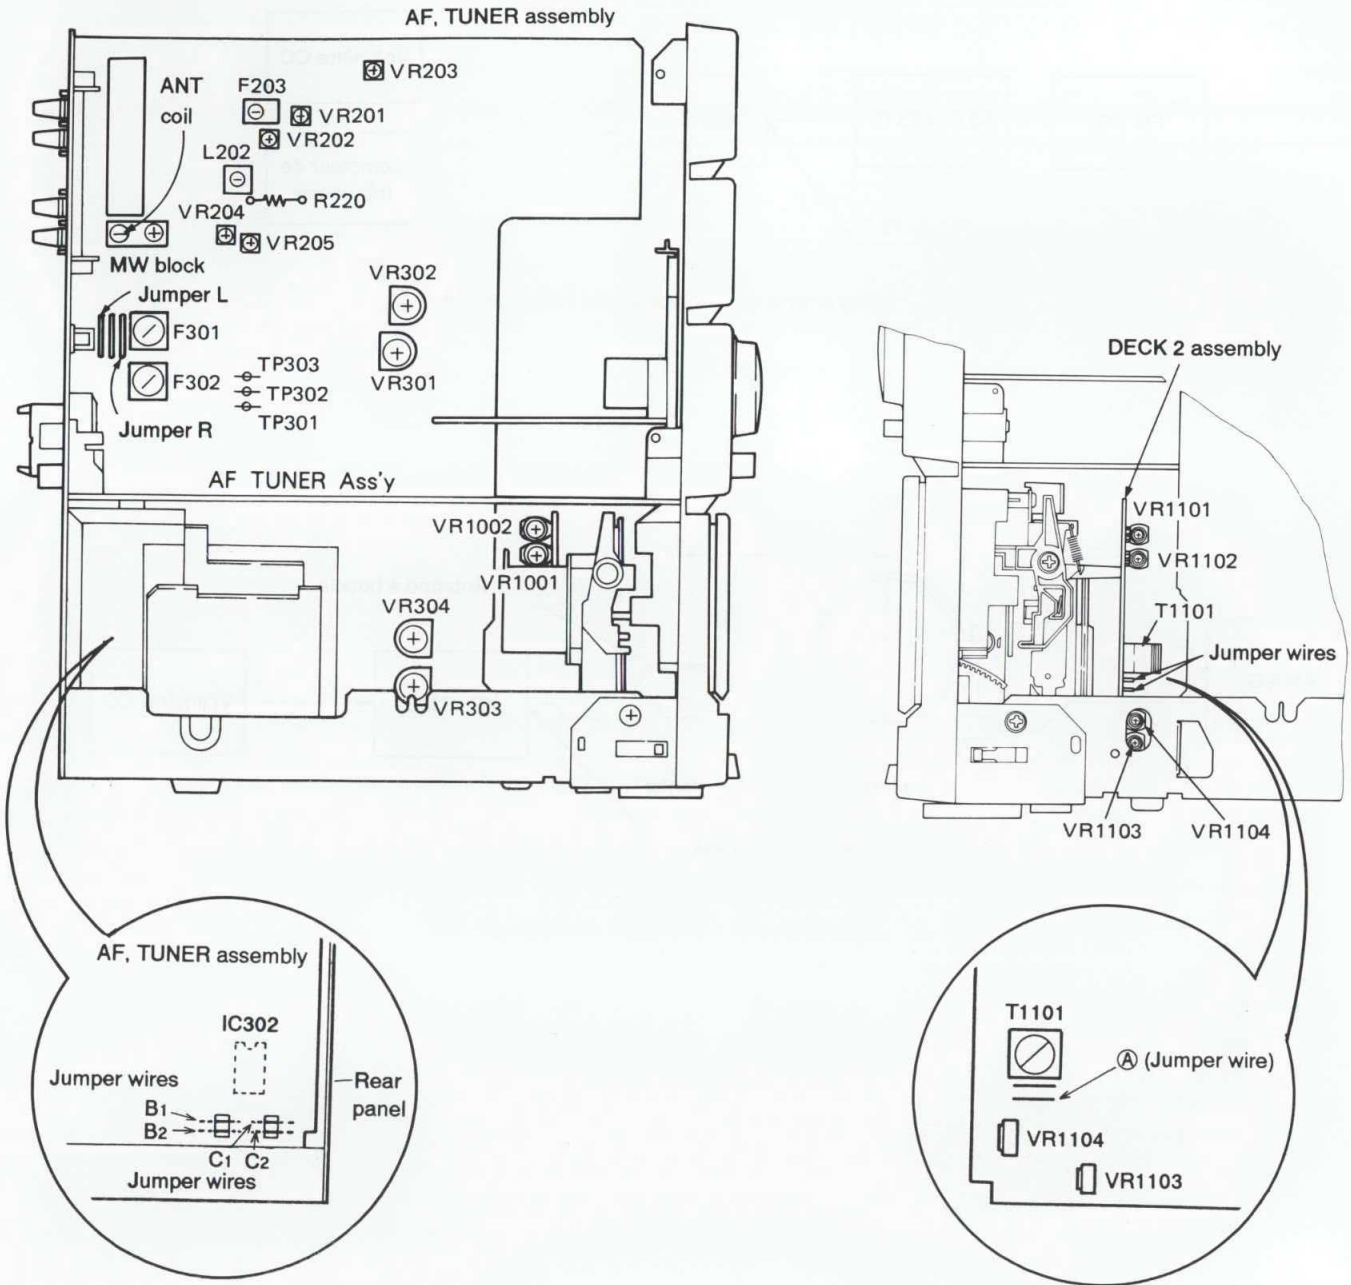 AF, TUNER assembly
VR203
ANT
coil
F203
VR201
VR202
L202
R220
VR204
VR205
MW block
Jumper L
VR302
F301
VR301
F302
TP303
TP302
TP301
Jumper R
AF TUNER Ass'y
VR1002
VR1001
VR304
VR303
DECK 2 assembly
VR1101
VR1102
T1101
Jumper wires
VR1103
VR1104
AF, TUNER assembly
IC302
Jumper wires
Rear
panel
B1
B2
C1 C2
Jumper wires
T1101
Ⓐ (Jumper wire)
VR1104
VR1103